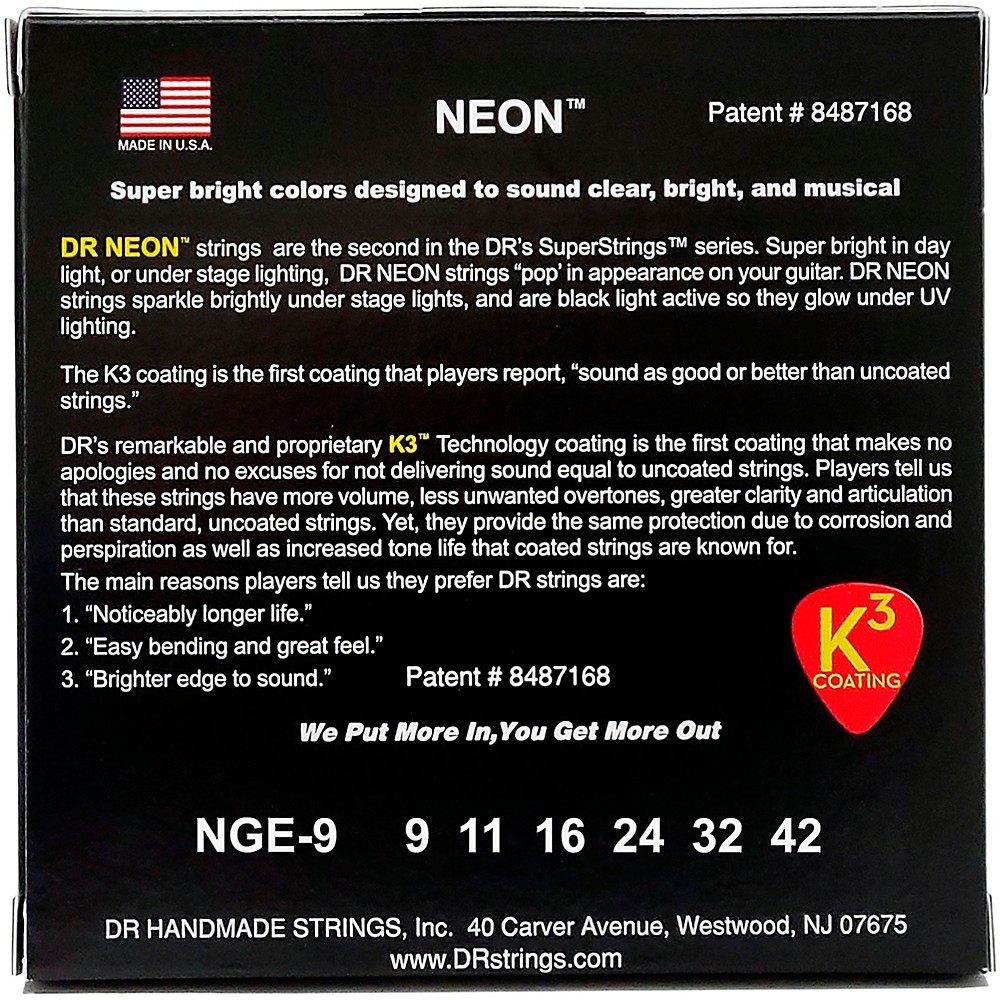 NEON™
Patent # 8487168
MADE IN U.S.A.
Super bright colors designed to sound clear, bright, and musical
DR NEON™ strings are the second in the DR's SuperStrings™ series. Super bright in day
light, or under stage lighting, DR NEON strings “pop’ in appearance on your guitar. DR NEON
strings sparkle brightly under stage lights, and are black light active so they glow under UV
lighting.
The K3 coating is the first coating that players report, “sound as good or better than uncoated
strings.”
DR's remarkable and proprietary K3™ Technology coating is the first coating that makes no
apologies and no excuses for not delivering sound equal to uncoated strings. Players tell us
that these strings have more volume, less unwanted overtones, greater clarity and articulation
than standard, uncoated strings. Yet, they provide the same protection due to corrosion and
perspiration as well as increased tone life that coated strings are known for.
The main reasons players tell us they prefer DR strings are:
1. “Noticeably longer life.”
2. “Easy bending and great feel.”
3. “Brighter edge to sound.” Patent # 8487168
K3
COATING
We Put More In,You Get More Out
NGE-9 9 11 16 24 32 42
DR HANDMADE STRINGS, Inc. 40 Carver Avenue, Westwood, NJ 07675
www.DRstrings.com